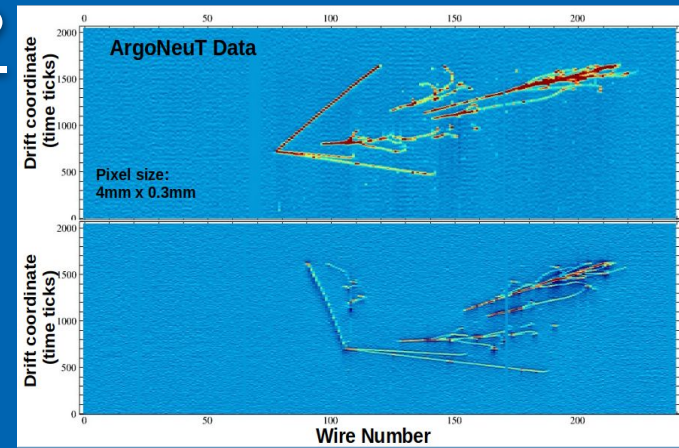 0 50 100 150 200
2000
ArgoNeuT Data
1500
Drift coordinate
(time ticks)
1000
500
Pixel size:
4mm x 0.3mm
0
2000
1500
Drift coordinate
(time ticks)
1000
500
0
0 50 100 150 200
Wire Number